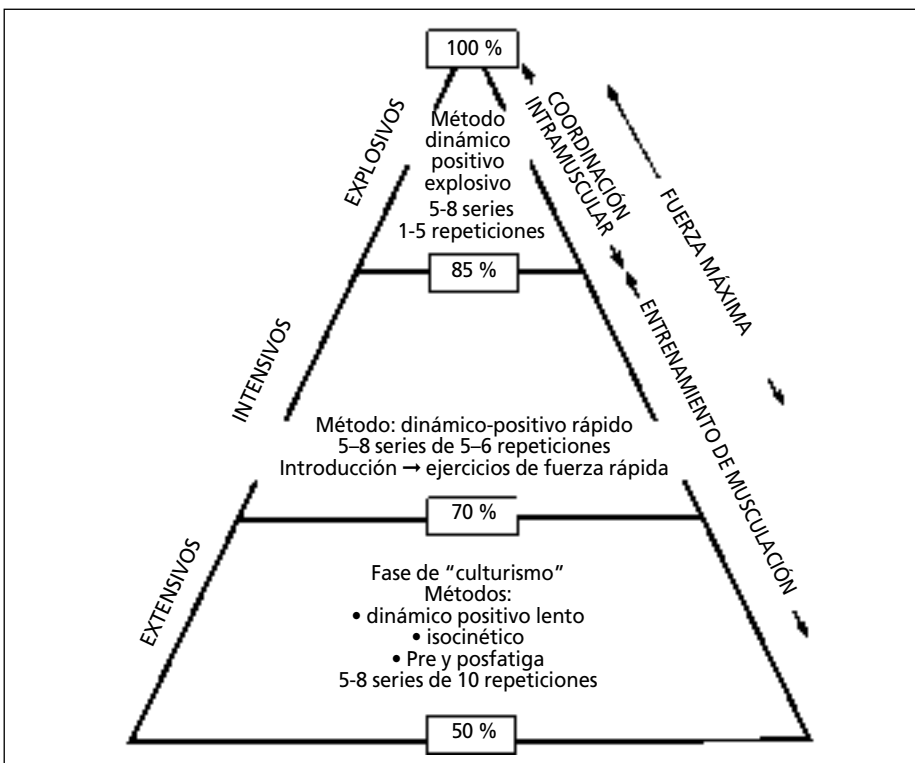 100 %
EXPLOSIVOS
Método
dinámico
positivo
explosivo
5-8 series
1-5 repeticiones
COORDINACIÓN
INTRAMUSCULAR
FUERZA MÁXIMA
85 %
INTENSIVOS
Método: dinámico-positivo rápido
5–8 series de 5–6 repeticiones
Introducción → ejercicios de fuerza rápida
ENTRENAMIENTO DE MUSCULACIÓN
70 %
EXTENSIVOS
Fase de “culturismo”
Métodos:
• dinámico positivo lento
• isocinético
• Pre y posfatiga
5-8 series de 10 repeticiones
50 %